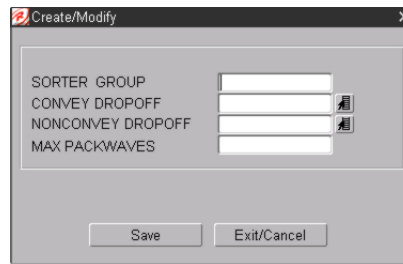 Create/Modify
SORTER GROUP
CONVEY DROPOFF
NONCONVEY DROPOFF
MAX PACKWAVES
Save Exit/Cancel